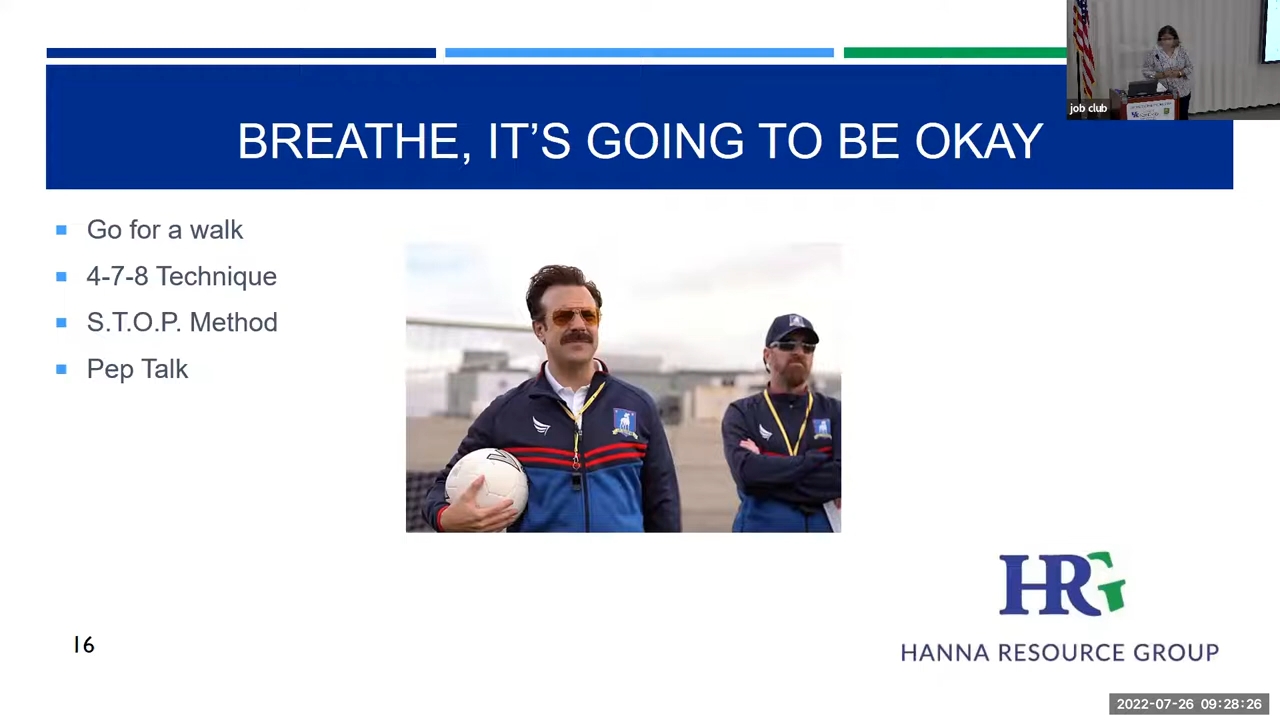 BREATHE, IT'S GOING TO BE OKAY
job club
Go for a walk
4-7-8 Technique
S.T.O.P. Method
Pep Talk
HRG
HANNA RESOURCE GROUP
16
2022-07-26 09:28:26